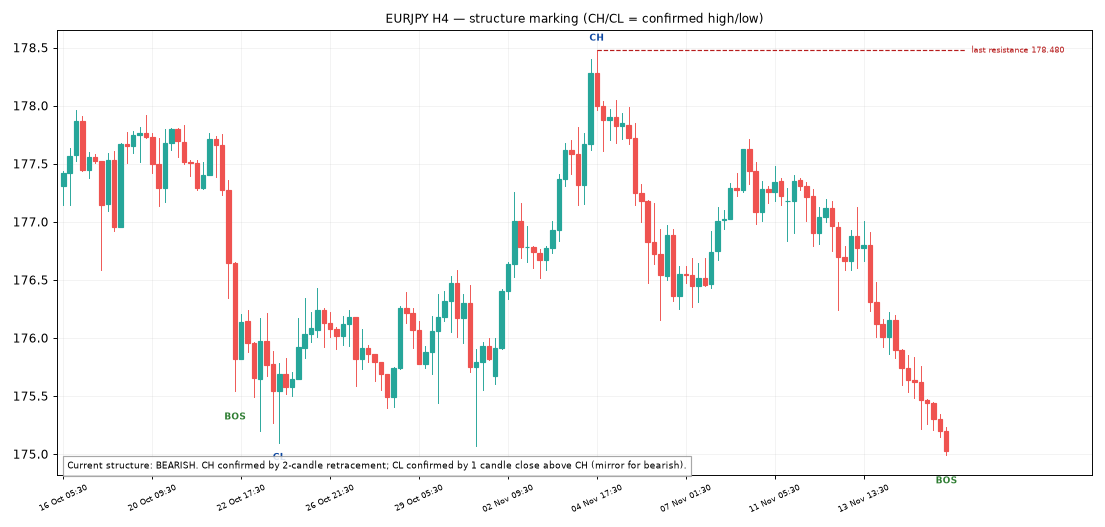 EURJPY H4 — structure marking (CH/CL = confirmed high/low)
CH
last resistance 178.480
178.5
178.0
177.5
177.0
176.5
176.0
175.5
175.0
BOS
CL
Current structure: BEARISH. CH confirmed by 2-candle retracement; CL confirmed by 1 candle close above CH (mirror for bearish).
BOS
16 Oct 05:30
20 Oct 09:30
22 Oct 17:30
26 Oct 21:30
29 Oct 05:30
02 Nov 09:30
04 Nov 17:30
07 Nov 01:30
11 Nov 05:30
13 Nov 13:30